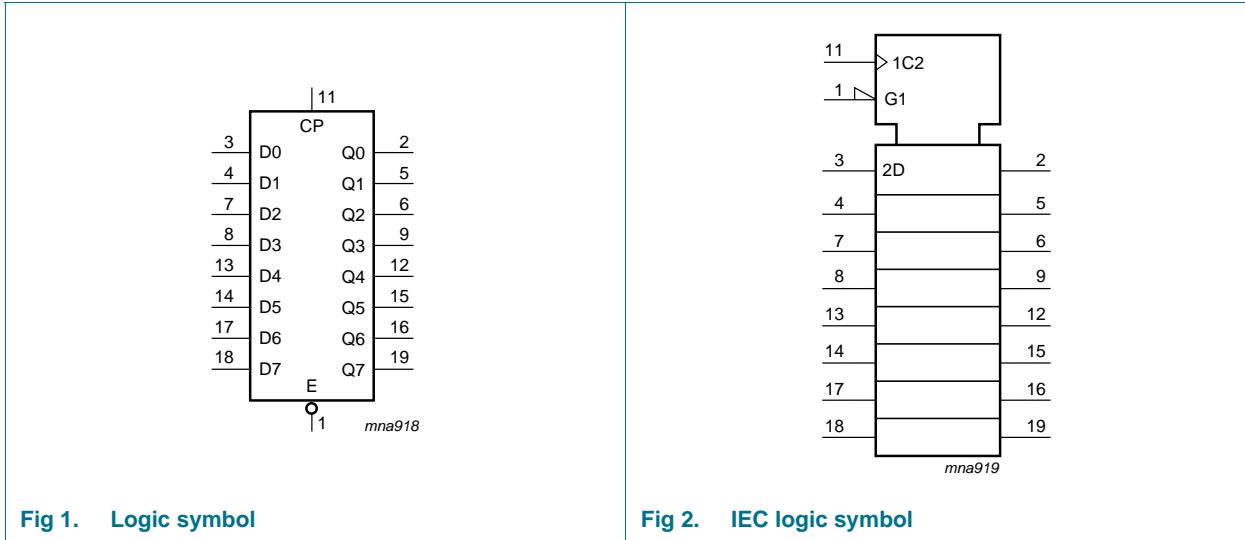 11
CP
3 D0 Q0 2
4 D1 Q1 5
7 D2 Q2 6
8 D3 Q3 9
13 D4 Q4 12
14 D5 Q5 15
17 D6 Q6 16
18 D7 Q7 19
E
1
mna918
Fig 1. Logic symbol
11 1C2
1 G1
3 2D 2
4 5
7 6
8 9
13 12
14 15
17 16
18 19
mna919
Fig 2. IEC logic symbol